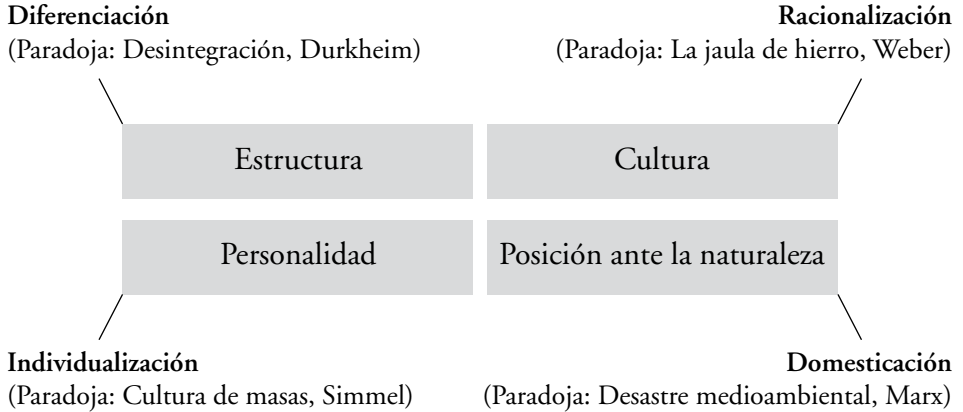 Diferenciación
(Paradoja: Desintegración, Durkheim)
Racionalización
(Paradoja: La jaula de hierro, Weber)
Estructura
Cultura
Personalidad
Posición ante la naturaleza
Individualización
(Paradoja: Cultura de masas, Simmel)
Domesticación
(Paradoja: Desastre medioambiental, Marx)